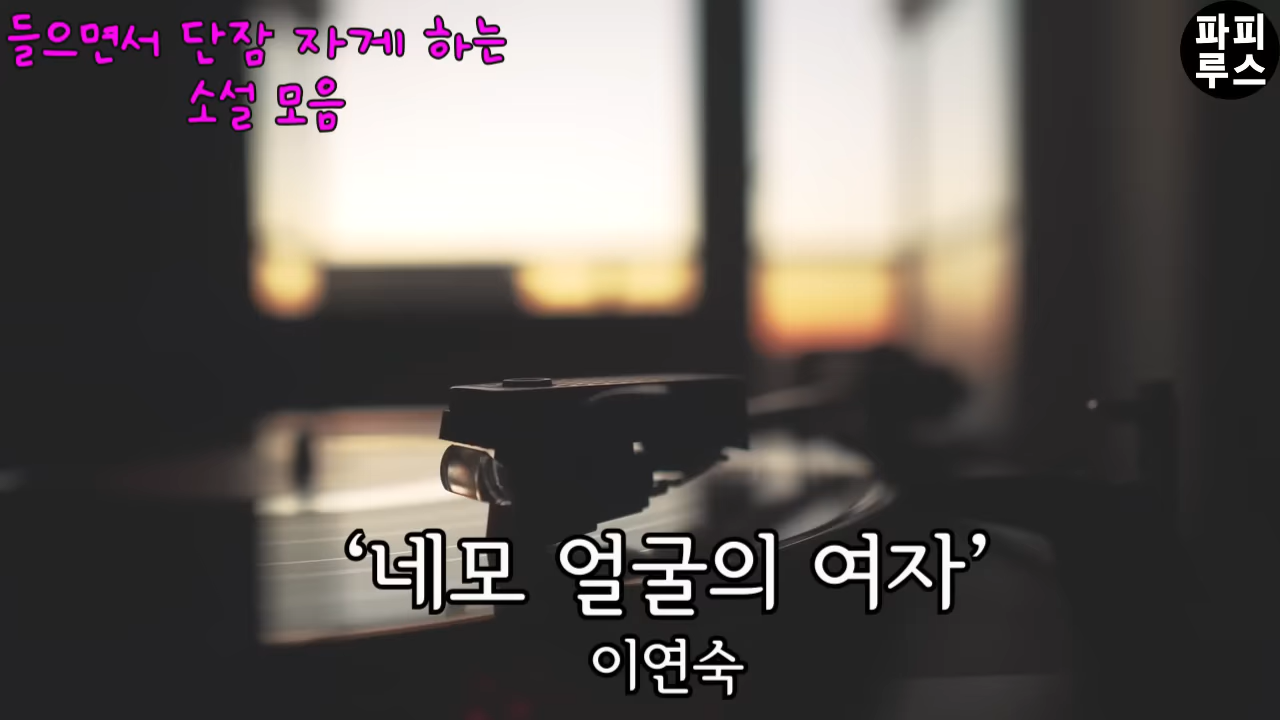 들으면서 단잠 자게 하는
소설 모음
파피
루스
‘네모 얼굴의 여자’
이연숙